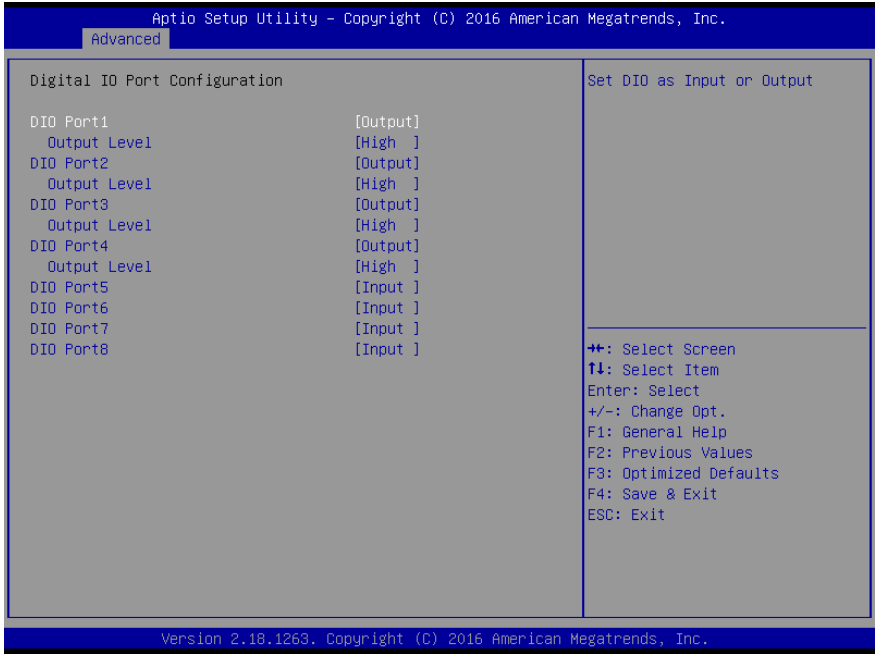 Aptio Setup Utility – Copyright (C) 2016 American Megatrends, Inc.
Advanced
Digital IO Port Configuration
DIO Port1 [Output]
Output Level [High ]
DIO Port2 [Output]
Output Level [High ]
DIO Port3 [Output]
Output Level [High ]
DIO Port4 [Output]
Output Level [High ]
DIO Port5 [Input ]
DIO Port6 [Input ]
DIO Port7 [Input ]
DIO Port8 [Input ]
Set DIO as Input or Output
→←: Select Screen
↑↓: Select Item
Enter: Select
+/-: Change Opt.
F1: General Help
F2: Previous Values
F3: Optimized Defaults
F4: Save & Exit
ESC: Exit
Version 2.18.1263. Copyright (C) 2016 American Megatrends, Inc.